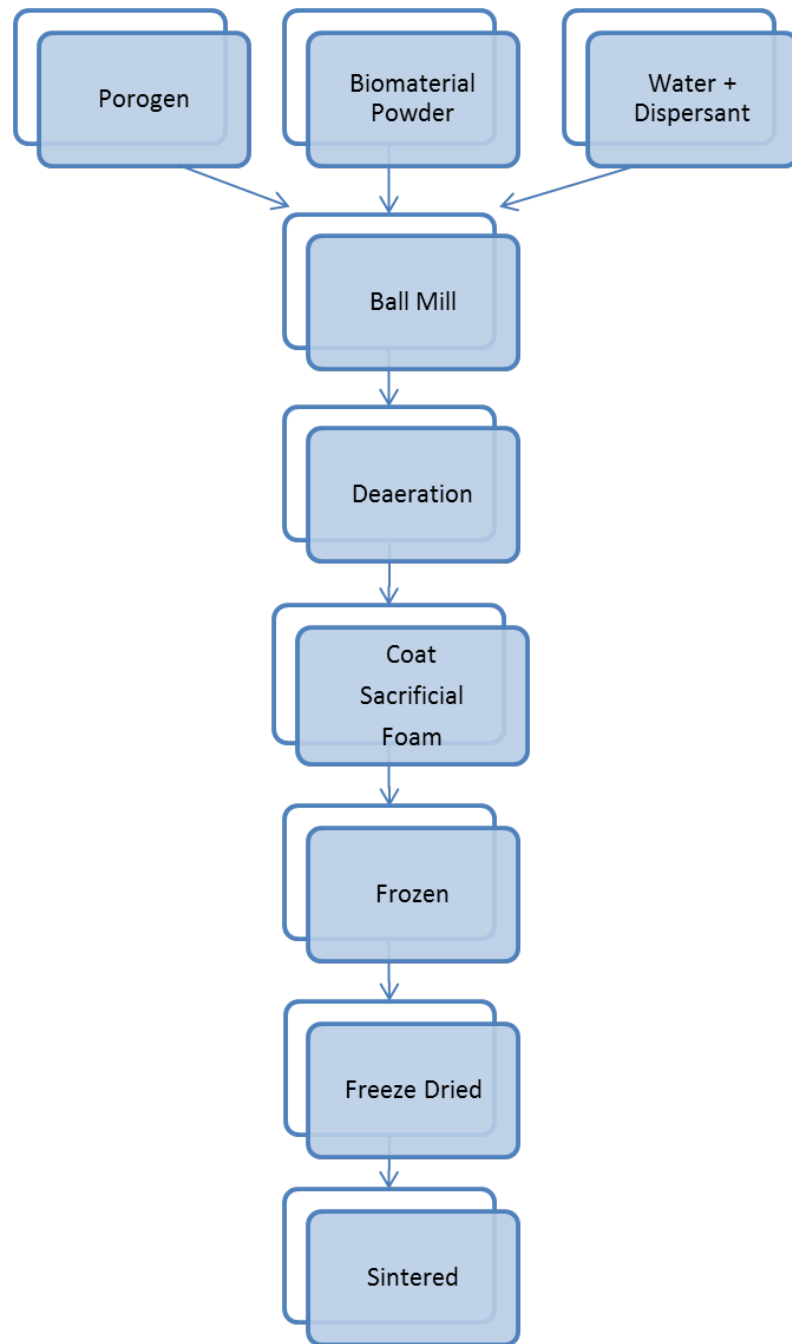 Porogen
Biomaterial
Powder
Water +
Dispersant
Ball Mill
Deaeration
Coat
Sacrificial
Foam
Frozen
Freeze Dried
Sintered